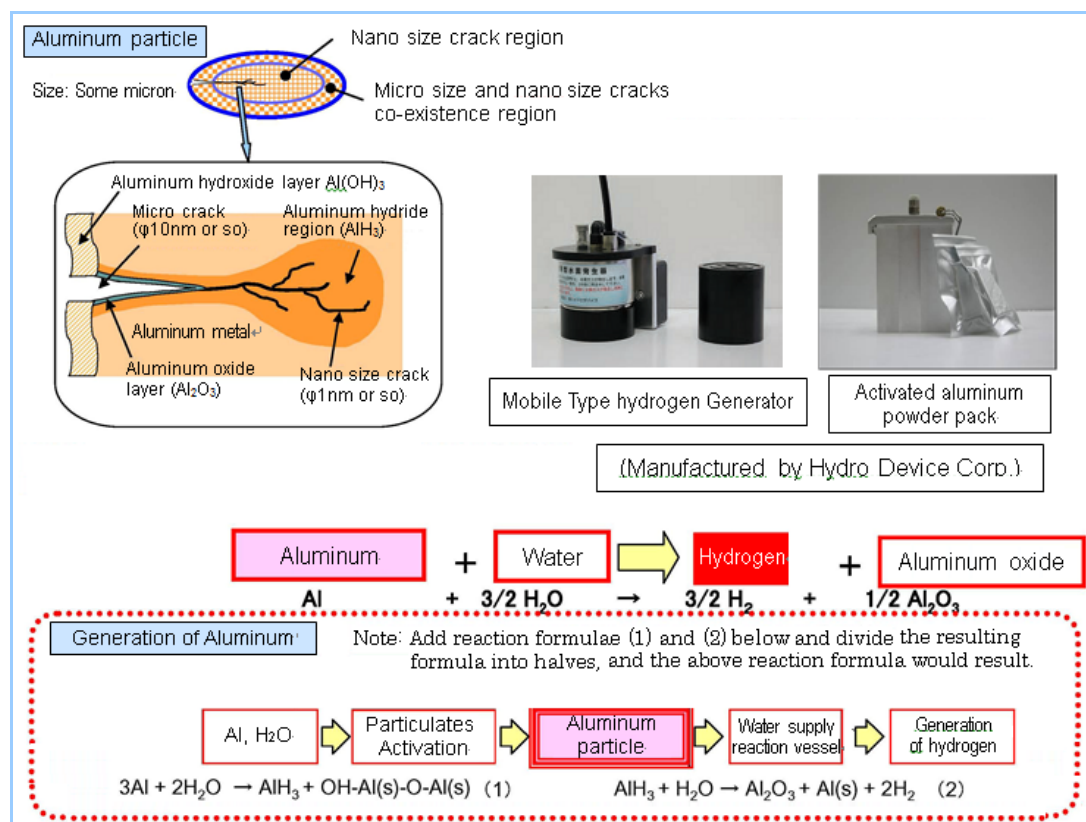 Aluminum particle
Nano size crack region
Size: Some micron
Micro size and nano size cracks
co-existence region
Aluminum hydroxide layer Al(OH)₃
Micro crack
(φ10nm or so)
Aluminum hydride
region (AlH₃)
Aluminum metal
Aluminum oxide
layer (Al₂O₃)
Nano size crack
(φ1nm or so)
Mobile Type hydrogen Generator
Activated aluminum
powder pack
(Manufactured by Hydro Device Corp.)
Aluminum + Water Hydrogen + Aluminum oxide
Al + 3/2 H₂O → 3/2 H₂ + 1/2 Al₂O₃
Generation of Aluminum
Note: Add reaction formulae (1) and (2) below and divide the resulting
formula into halves, and the above reaction formula would result.
Al, H₂O
Particulates
Activation
Aluminum
particle
Water supply
reaction vessel
Generation
of hydrogen
3Al + 2H₂O → AlH₃ + OH-Al(s)-O-Al(s) (1)
AlH₃ + H₂O → Al₂O₃ + Al(s) + 2H₂ (2)